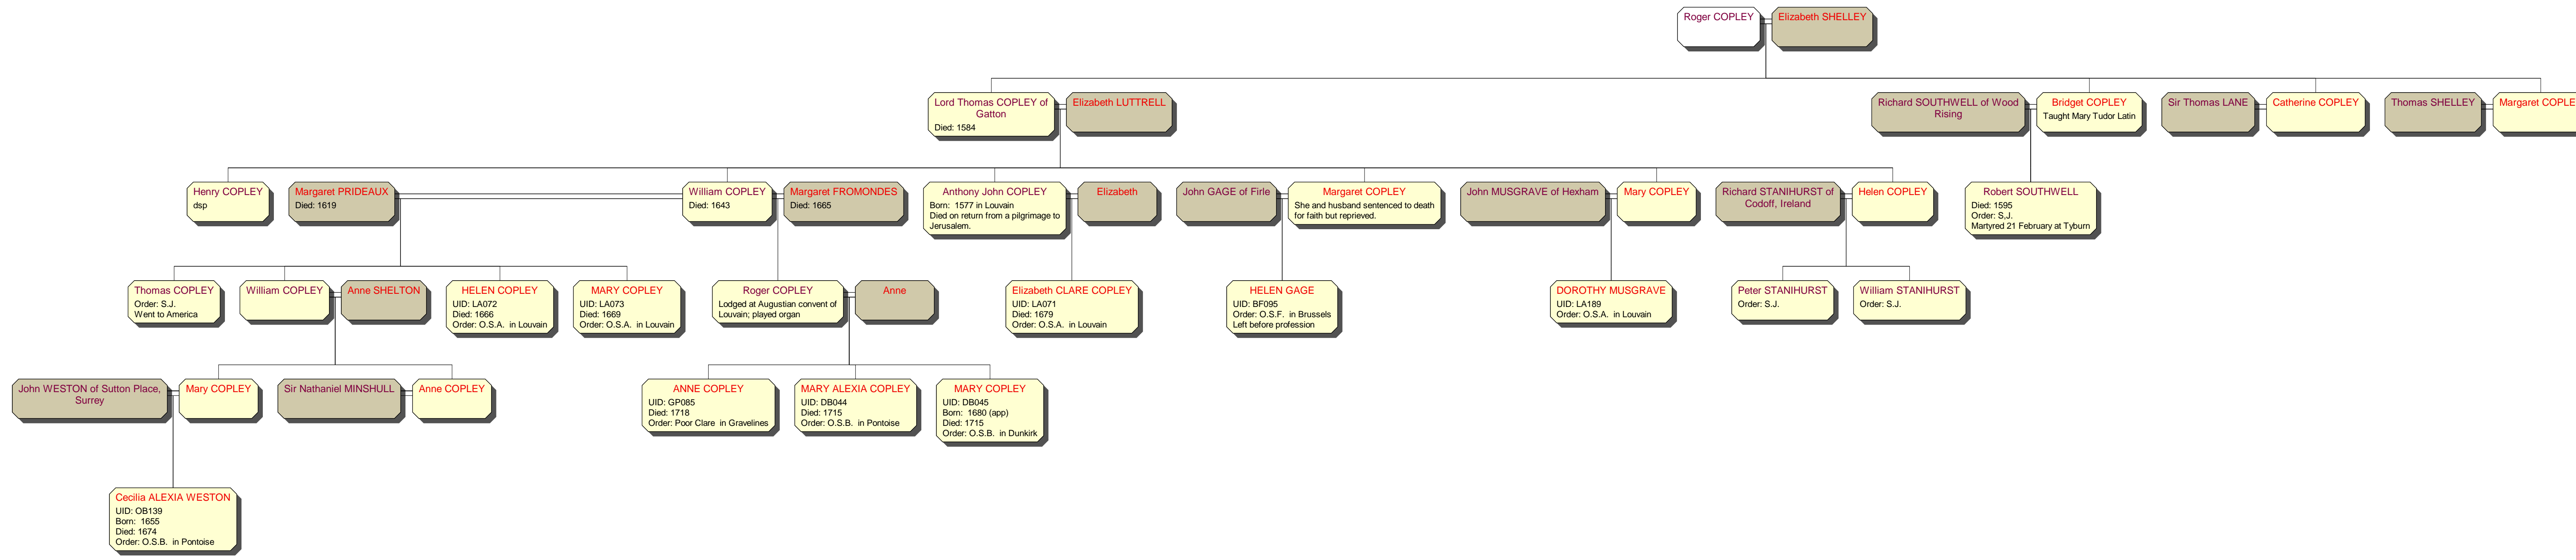 Roger COPLEY
Elizabeth SHELLEY
Lord Thomas COPLEY of
Gatton
Died: 1584
Elizabeth LUTTRELL
Richard SOUTHWELL of Wood
Rising
Bridget COPLEY
Taught Mary Tudor Latin
Sir Thomas LANE
Catherine COPLEY
Thomas SHELLEY
Margaret COPLE
Henry COPLEY
dsp
Margaret PRIDEAUX
Died: 1619
William COPLEY
Died: 1643
Margaret FROMONDES
Died: 1665
Anthony John COPLEY
Born:  1577 in Louvain
Died on return from a pilgrimage to
Jerusalem.
Elizabeth
John GAGE of Firle
Margaret COPLEY
She and husband sentenced to death
for faith but reprieved.
John MUSGRAVE of Hexham
Mary COPLEY
Richard STANIHURST of
Codoff, Ireland
Helen COPLEY
Robert SOUTHWELL
Died: 1595
Order: S,J.
Martyred 21 February at Tyburn
Thomas COPLEY
Order: S.J.
Went to America
William COPLEY
Anne SHELTON
HELEN COPLEY
UID: LA072
Died: 1666
Order: O.S.A.  in Louvain
MARY COPLEY
UID: LA073
Died: 1669
Order: O.S.A.  in Louvain
Roger COPLEY
Lodged at Augustian convent of
Louvain; played organ
Anne
Elizabeth CLARE COPLEY
UID: LA071
Died: 1679
Order: O.S.A.  in Louvain
HELEN GAGE
UID: BF095
Order: O.S.F.  in Brussels
Left before profession
DOROTHY MUSGRAVE
UID: LA189
Order: O.S.A.  in Louvain
Peter STANIHURST
Order: S.J.
William STANIHURST
Order: S.J.
John WESTON of Sutton Place,
Surrey
Mary COPLEY
Sir Nathaniel MINSHULL
Anne COPLEY
ANNE COPLEY
UID: GP085
Died: 1718
Order: Poor Clare  in Gravelines
MARY ALEXIA COPLEY
UID: DB044
Died: 1715
Order: O.S.B.  in Pontoise
MARY COPLEY
UID: DB045
Born:  1680 (app)
Died: 1715
Order: O.S.B.  in Dunkirk
Cecilia ALEXIA WESTON
UID: OB139
Born:  1655
Died: 1674
Order: O.S.B.  in Pontoise